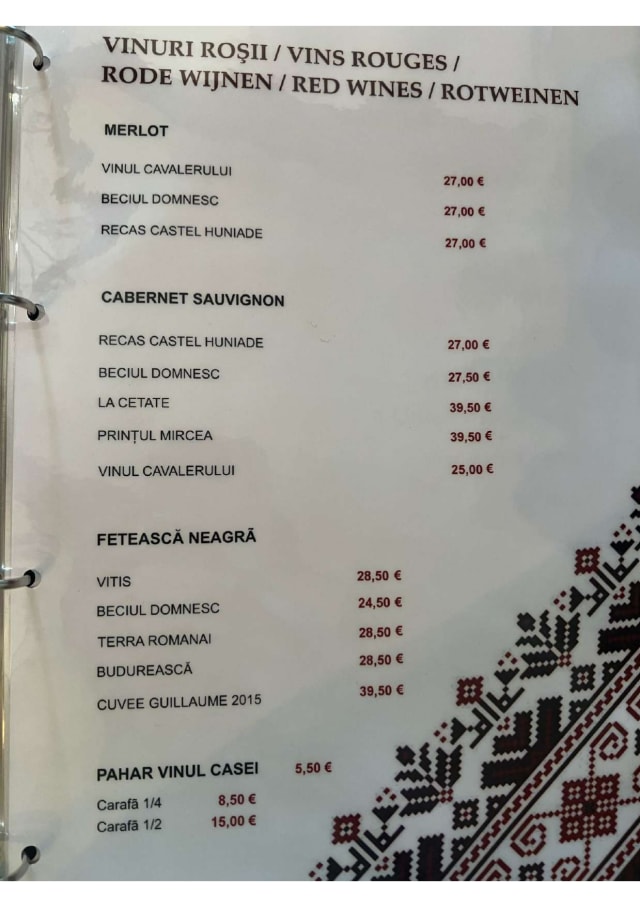 VINURI ROŞII / VINS ROUGES /
RODE WIJNEN / RED WINES / ROTWEINEN
MERLOT
VINUL CAVALERULUI 27,00 €
BECIUL DOMNESC 27,00 €
RECAS CASTEL HUNIADE 27,00 €
CABERNET SAUVIGNON
RECAS CASTEL HUNIADE 27,00 €
BECIUL DOMNESC 27,50 €
LA CETATE 39,50 €
PRINȚUL MIRCEA 39,50 €
VINUL CAVALERULUI 25,00 €
FETEASCĂ NEAGRÃ
VITIS 28,50 €
BECIUL DOMNESC 24,50 €
TERRA ROMANAI 28,50 €
BUDUREASCĂ 28,50 €
CUVEE GUILLAUME 2015 39,50 €
PAHAR VINUL CASEI 5,50 €
Carafă 1/4 8,50 €
Carafă 1/2 15,00 €